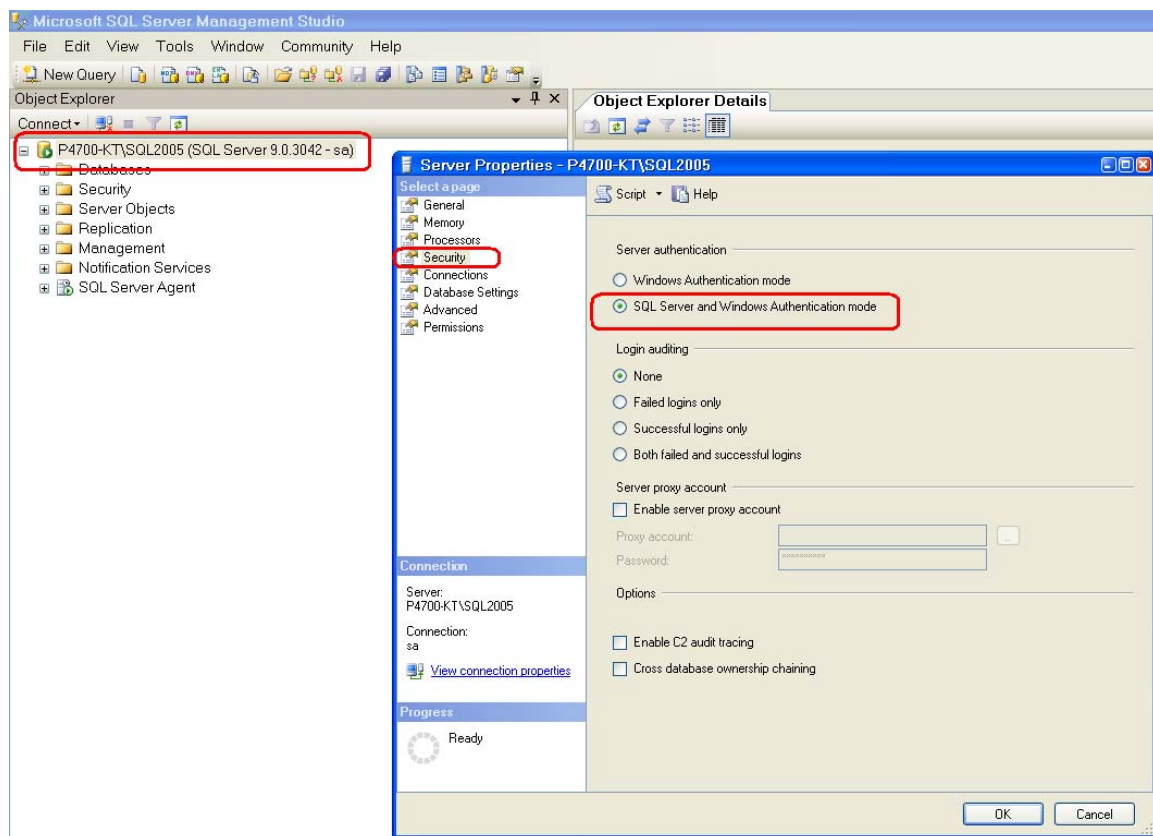 Microsoft SQL Server Management Studio
File Edit View Tools Window Community Help
New Query
Object Explorer
Connect
P4700-KT\SQL2005 (SQL Server 9.0.3042 - sa)
Databases
Security
Server Objects
Replication
Management
Notification Services
SQL Server Agent
Object Explorer Details
Server Properties - P4700-KT\SQL2005
Select a page
General
Memory
Processors
Security
Connections
Database Settings
Advanced
Permissions
Connection
Server:
P4700-KT\SQL2005
Connection:
sa
View connection properties
Progress
Ready
Script Help
Server authentication
Windows Authentication mode
SQL Server and Windows Authentication mode
Login auditing
None
Failed logins only
Successful logins only
Both failed and successful logins
Server proxy account
Enable server proxy account
Proxy account:
Password: **********
Options
Enable C2 audit tracing
Cross database ownership chaining
OK Cancel